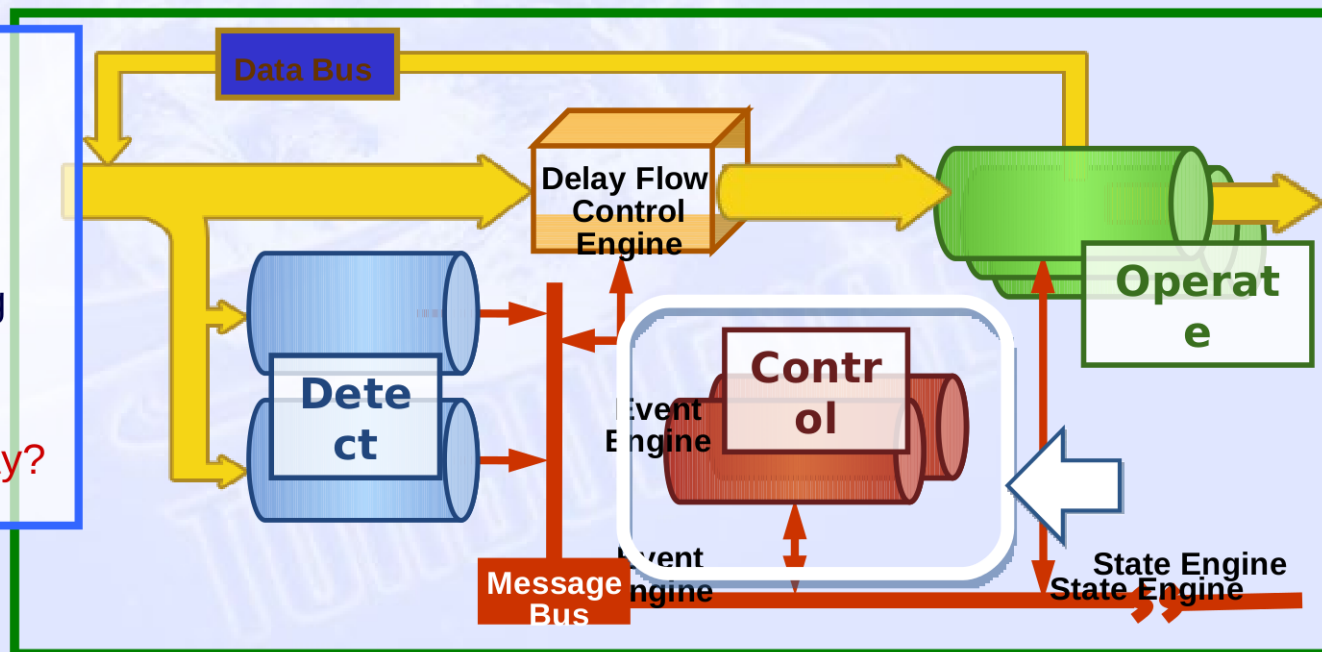 Data Bus
Delay Flow
Control
Engine
g
Operat
e
Contr
ol
Dete
ct
Event
Engine
y?
Event
ngine
Message
Bus
State Engine
State Engine